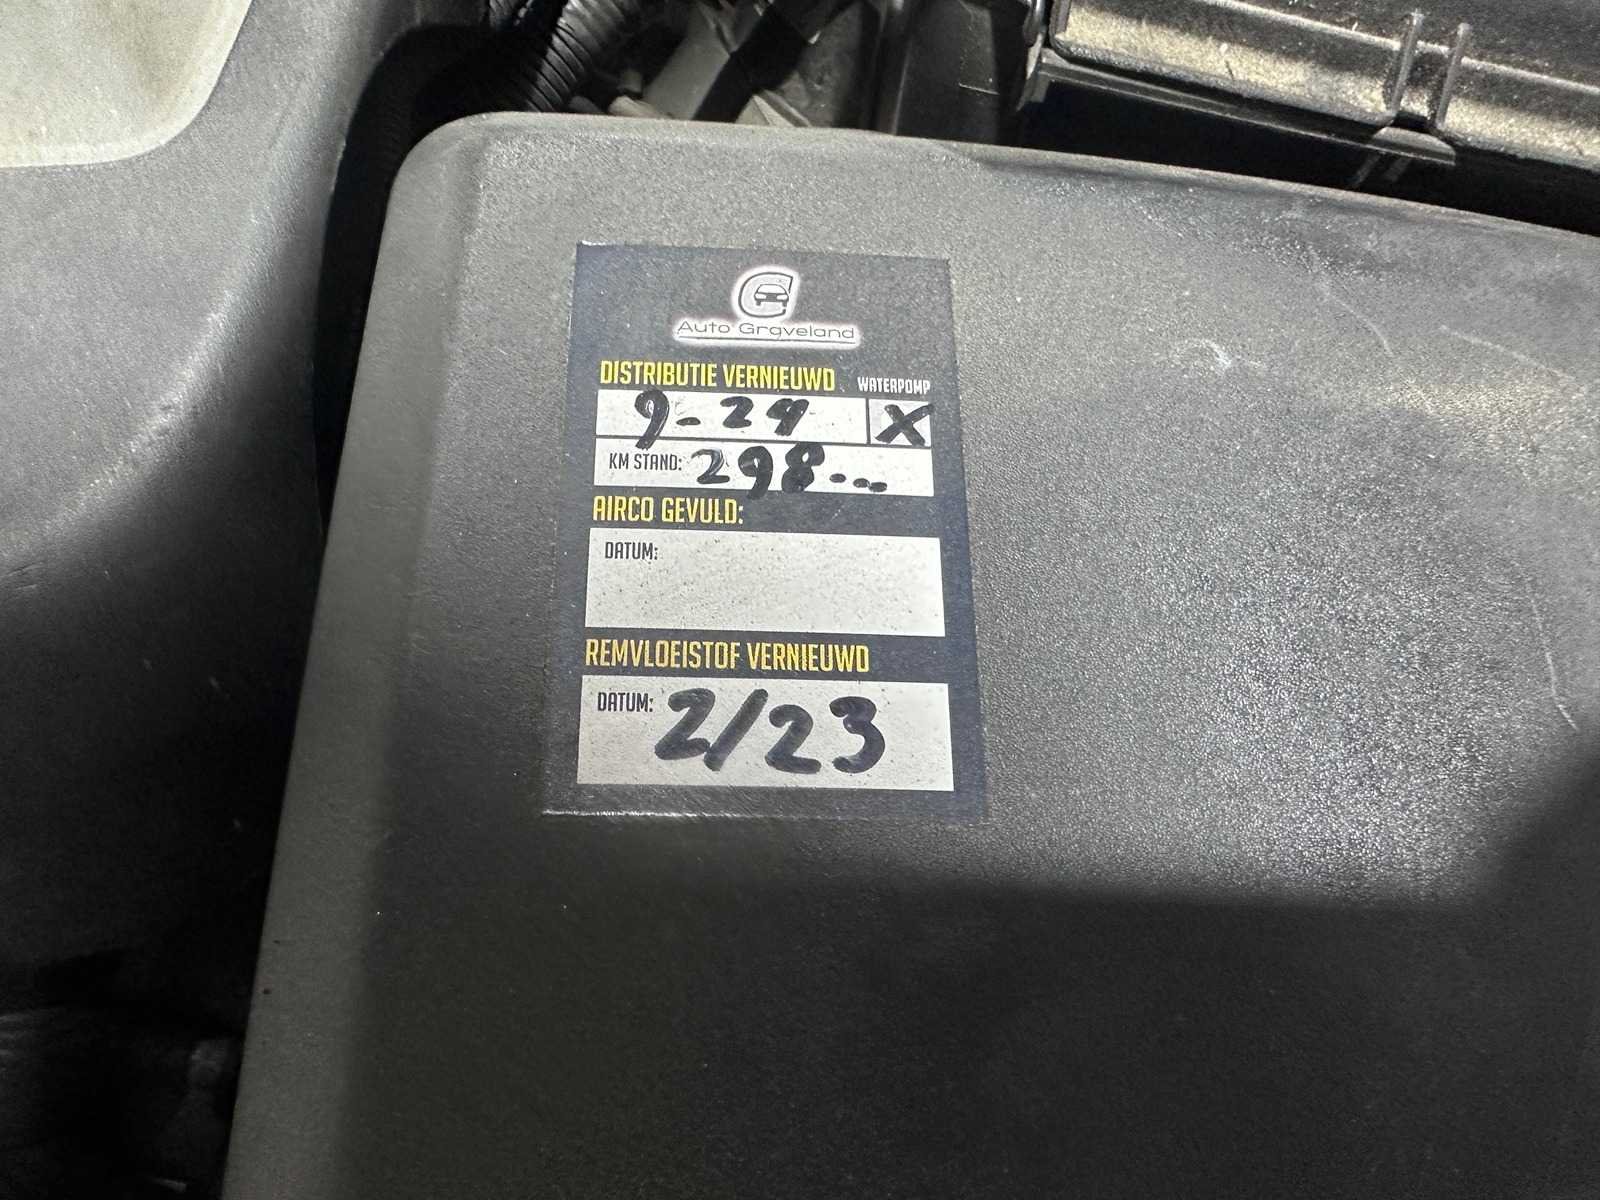 Auto Graveland
DISTRIBUTIE VERNIEUWD WATERPOMP
9-24 X
KM STAND: 298...
AIRCO GEVULD:
DATUM:
REMVLOEISTOF VERNIEUWD
DATUM: 2/23